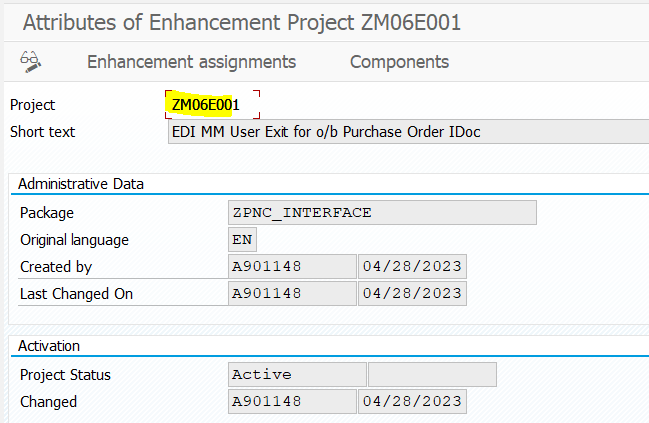 Attributes of Enhancement Project ZM06E001
Enhancement assignments Components
Project ZM06E001
Short text EDI MM User Exit for o/b Purchase Order IDoc
Administrative Data
Package ZPNC_INTERFACE
Original language EN
Created by A901148 04/28/2023
Last Changed On A901148 04/28/2023
Activation
Project Status Active
Changed A901148 04/28/2023